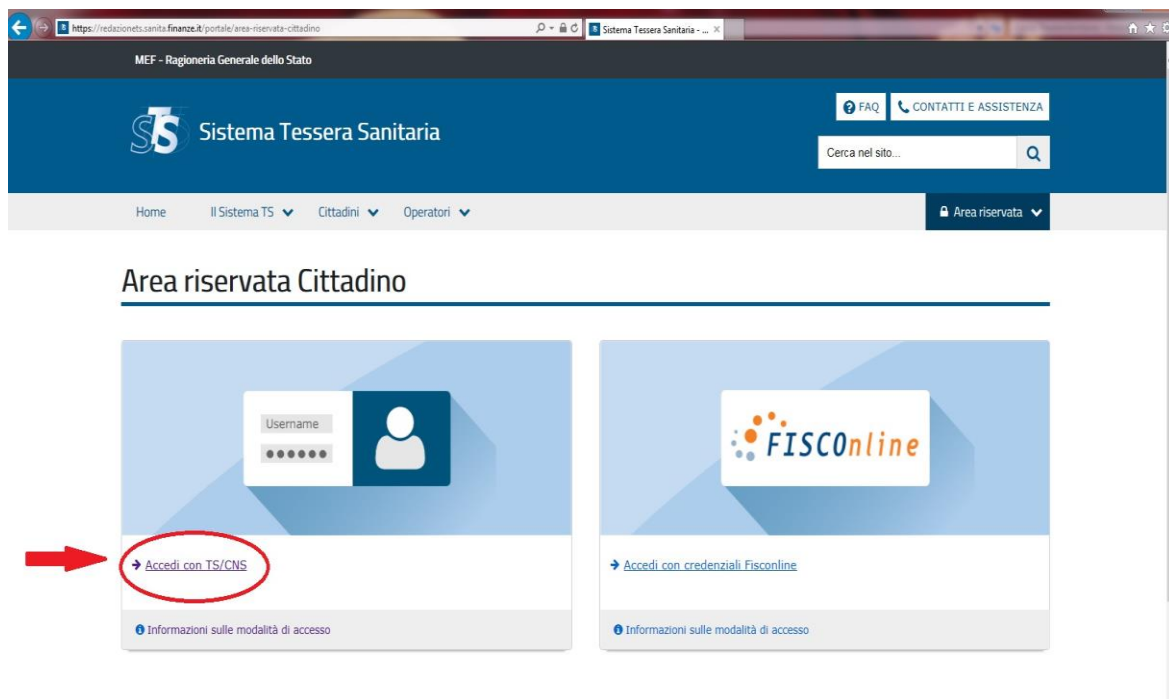 https://redazionets.sanita.finanze.it/portale/area-riservata-cittadino
Sistema Tessera Sanitaria - ...
MEF - Ragioneria Generale dello Stato
FAQ
CONTATTI E ASSISTENZA
TS
Sistema Tessera Sanitaria
Cerca nel sito...
Home
Il Sistema TS
Cittadini
Operatori
Area riservata
Area riservata Cittadino
Username
FISCOnline
Accedi con TS/CNS
Accedi con credenziali Fisconline
Informazioni sulle modalità di accesso
Informazioni sulle modalità di accesso